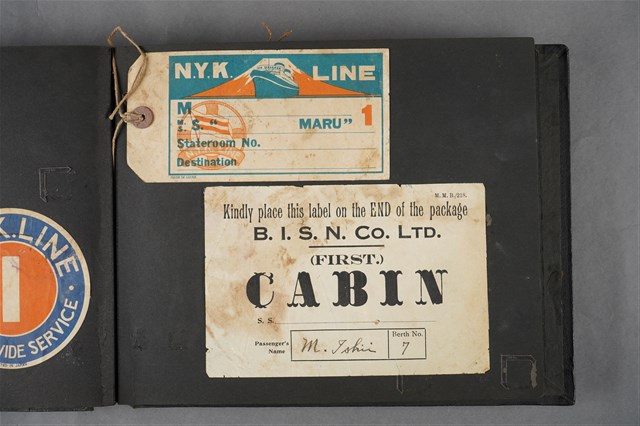 N.Y.K. LINE
M
M.S. S. " MARU" 1
Stateroom No.
Destination
W. M. B./218.
Kindly place this label on the END of the package
B. I. S. N. Co. LTD.
(FIRST.)
CABIN
S. S.
Passenger's Name
M. Ishii
Berth No.
7
K. LINE
1
WIDE SERVICE